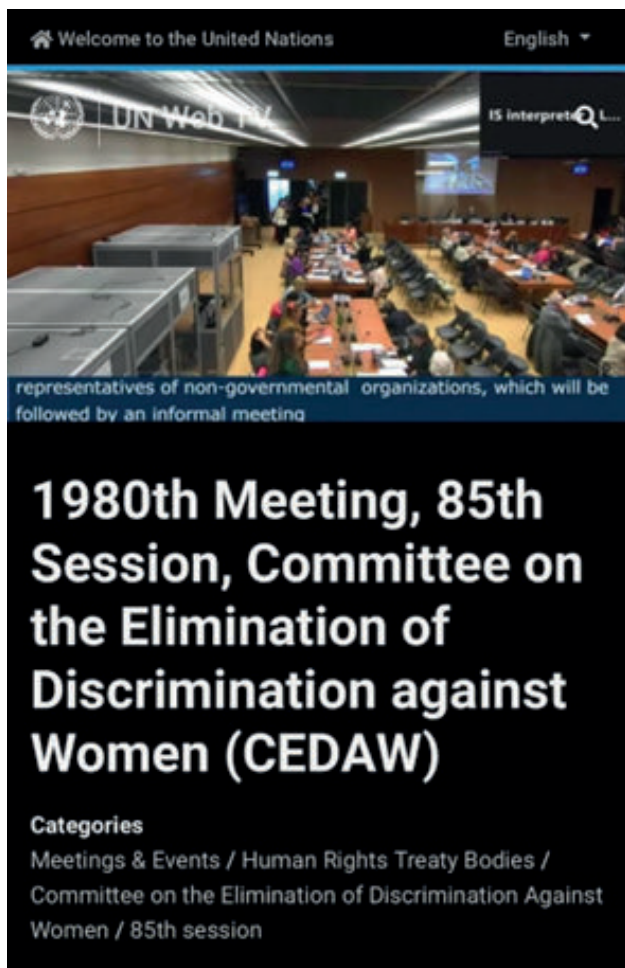 Welcome to the United Nations
English
UN Web TV
IS interprete L...
representatives of non-governmental organizations, which will be
followed by an informal meeting
1980th Meeting, 85th
Session, Committee on
the Elimination of
Discrimination against
Women (CEDAW)
Categories
Meetings & Events / Human Rights Treaty Bodies /
Committee on the Elimination of Discrimination Against
Women / 85th session